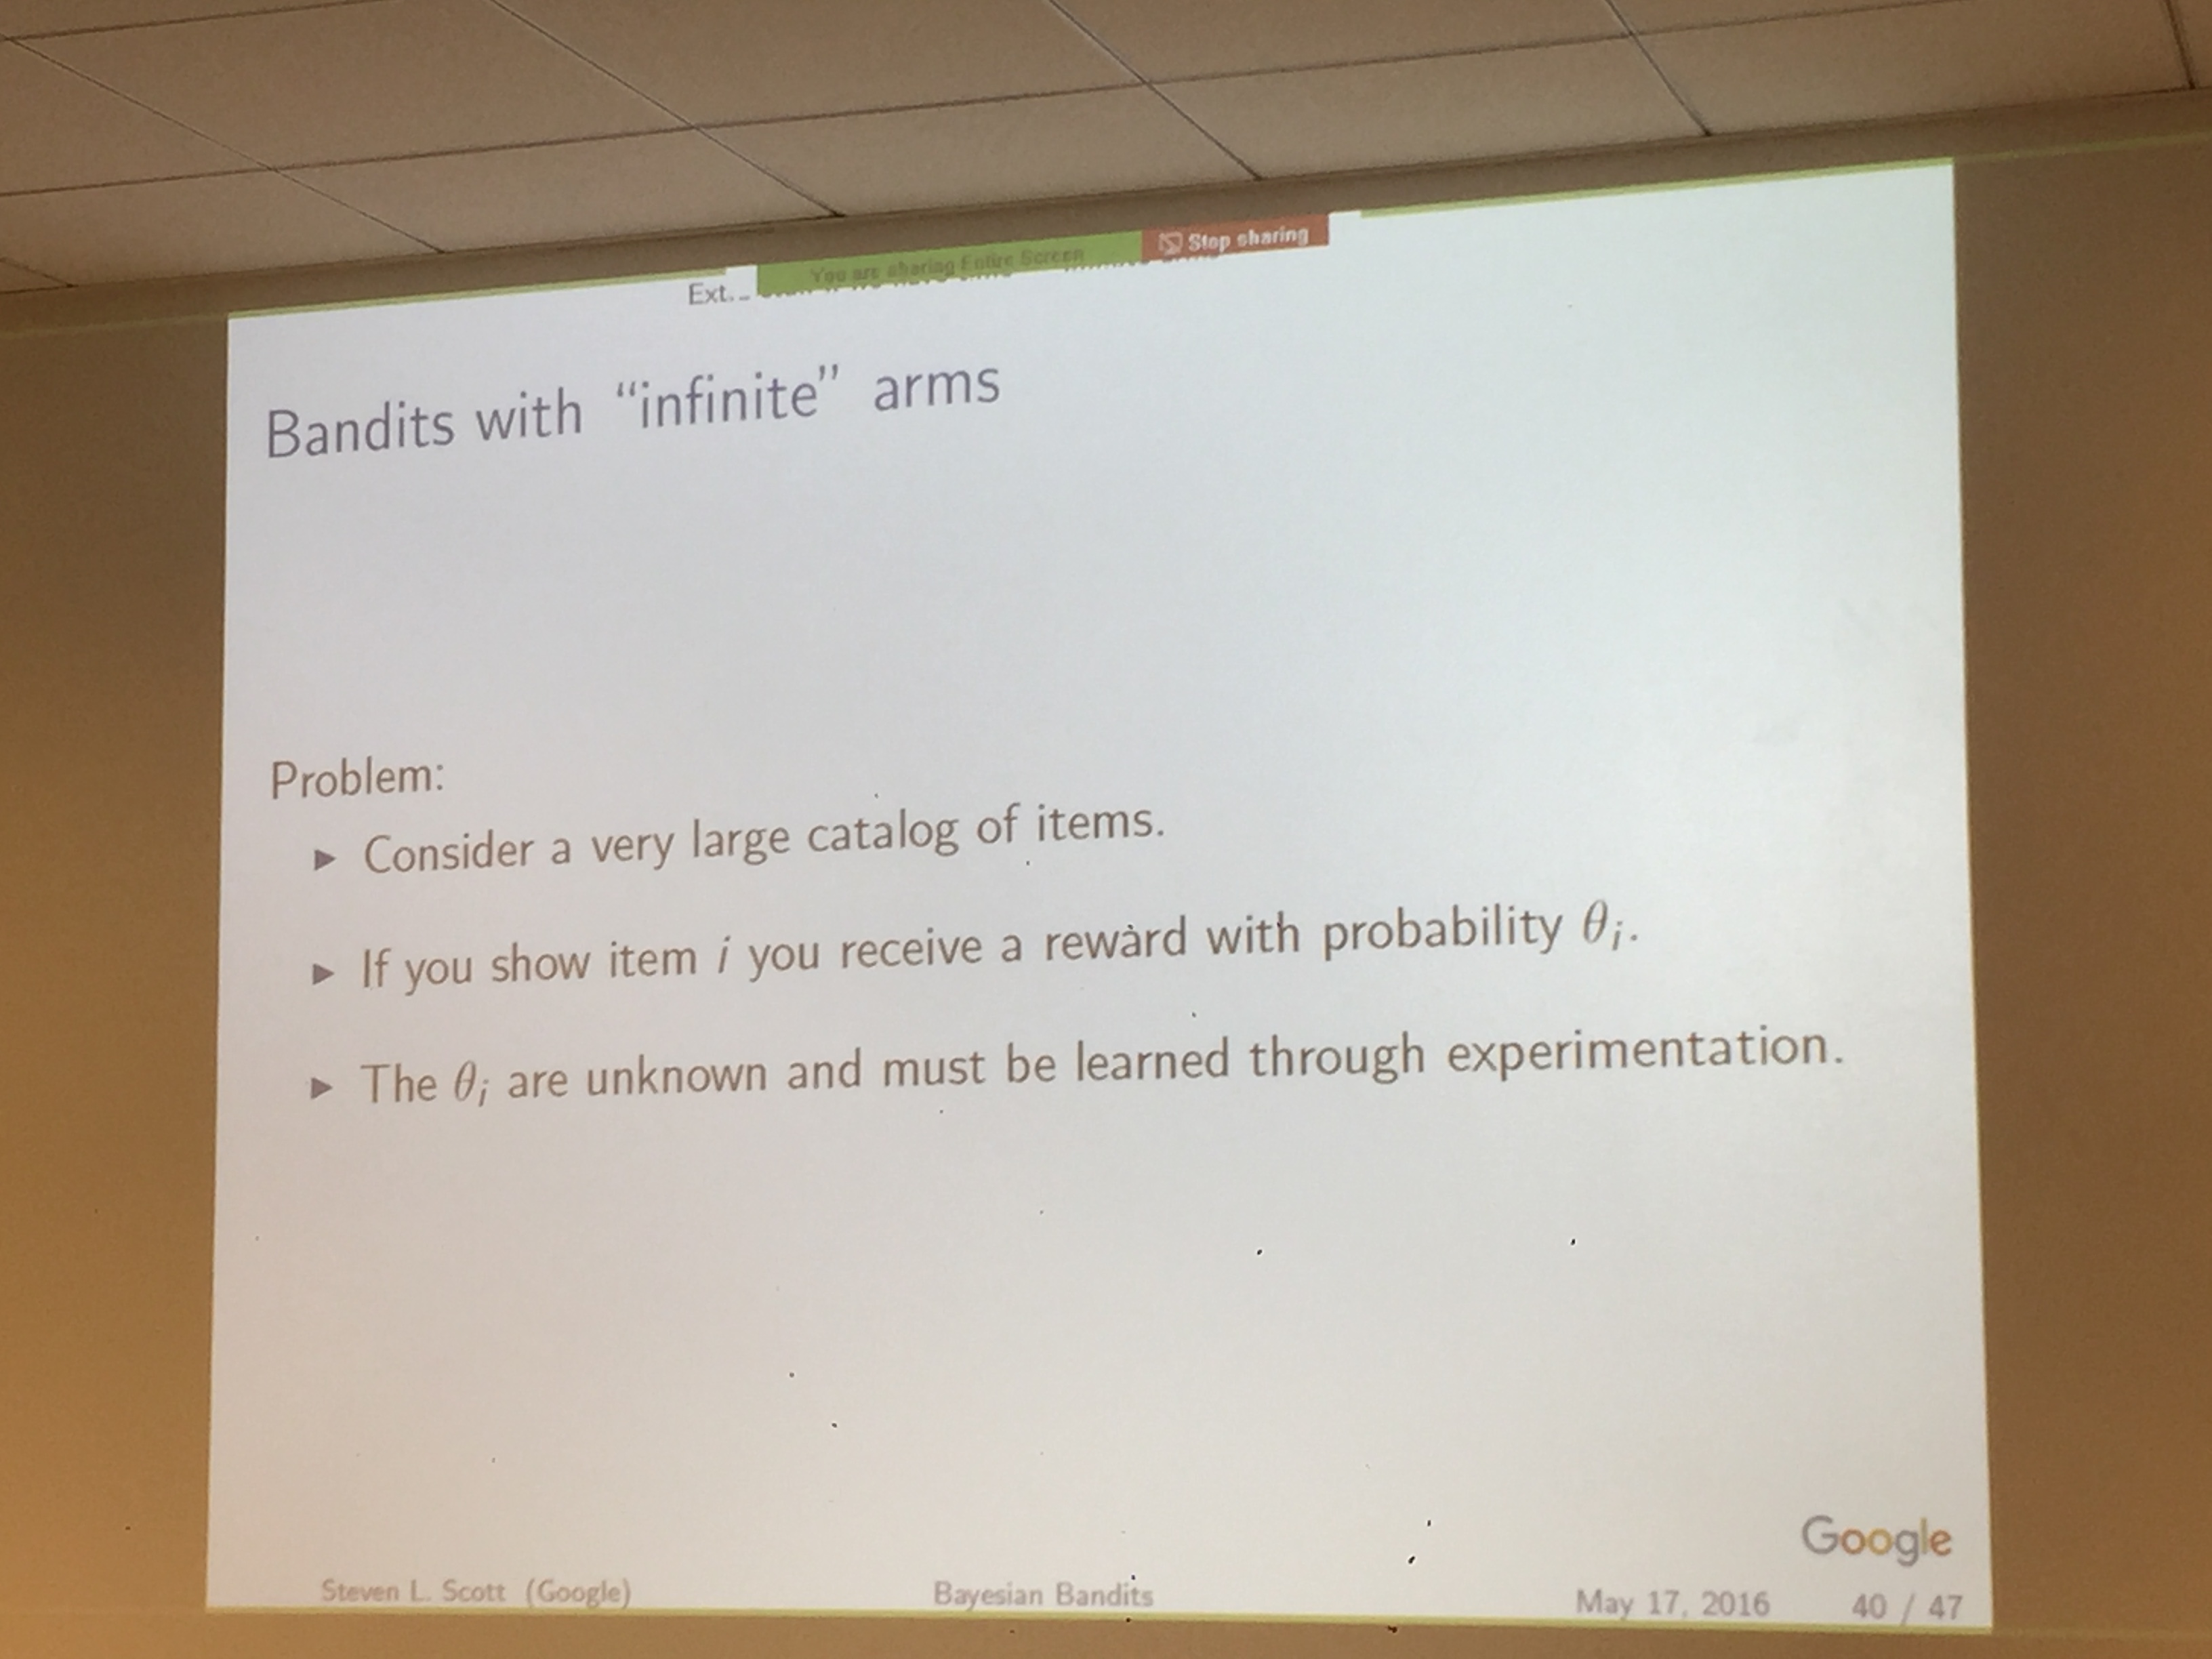 You are sharing Entire Screen
Stop sharing
Ext...
Bandits with “infinite” arms
Problem:
► Consider a very large catalog of items.
► If you show item i you receive a reward with probability θᵢ.
► The θᵢ are unknown and must be learned through experimentation.
Google
Steven L. Scott (Google) Bayesian Bandits May 17, 2016 40 / 47